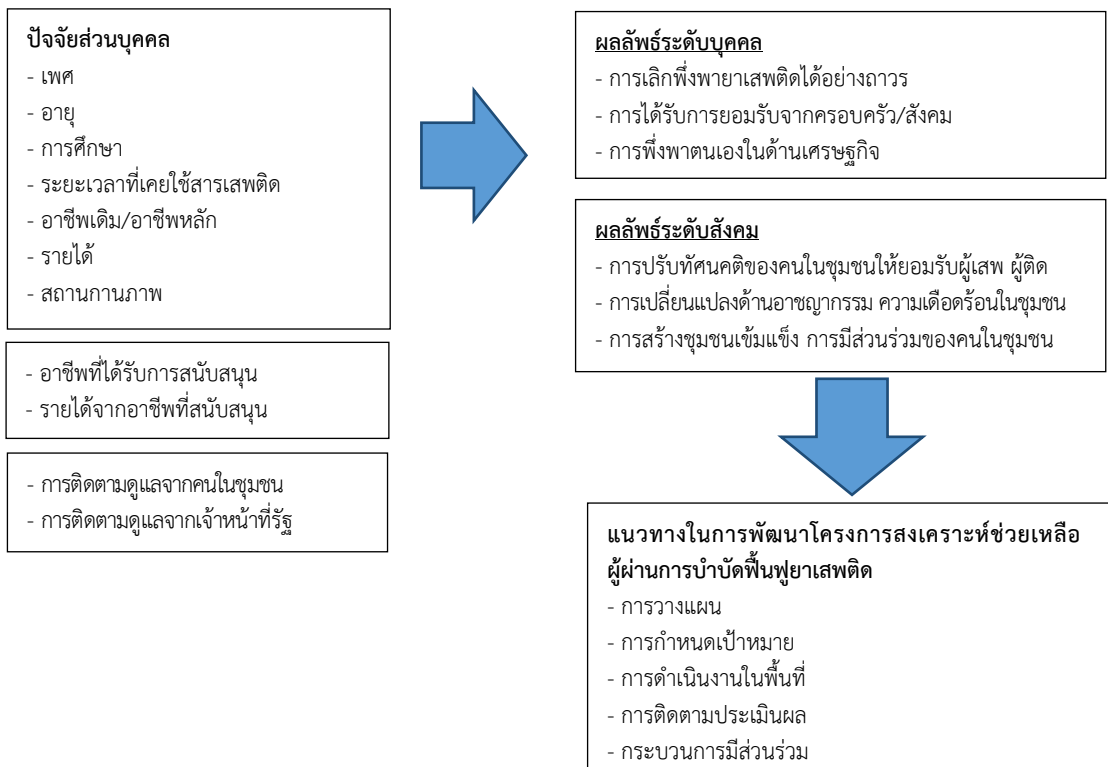 ปัจจัยส่วนบุคคล
- เพศ
- อายุ
- การศึกษา
- ระยะเวลาที่เคยใช้สารเสพติด
- อาชีพเดิม/อาชีพหลัก
- รายได้
- สถานกานภาพ
- อาชีพที่ได้รับการสนับสนุน
- รายได้จากอาชีพที่สนับสนุน
- การติดตามดูแลจากคนในชุมชน
- การติดตามดูแลจากเจ้าหน้าที่รัฐ
ผลลัพธ์ระดับบุคคล
- การเลิกพึ่งพายาเสพติดได้อย่างถาวร
- การได้รับการยอมรับจากครอบครัว/สังคม
- การพึ่งพาตนเองในด้านเศรษฐกิจ
ผลลัพธ์ระดับสังคม
- การปรับทัศนคติของคนในชุมชนให้ยอมรับผู้เสพ ผู้ติด
- การเปลี่ยนแปลงด้านอาชญากรรม ความเดือดร้อนในชุมชน
- การสร้างชุมชนเข้มแข็ง การมีส่วนร่วมของคนในชุมชน
แนวทางในการพัฒนาโครงการสงเคราะห์ช่วยเหลือ
ผู้ผ่านการบำบัดฟื้นฟูยาเสพติด
- การวางแผน
- การกำหนดเป้าหมาย
- การดำเนินงานในพื้นที่
- การติดตามประเมินผล
- กระบวนการมีส่วนร่วม